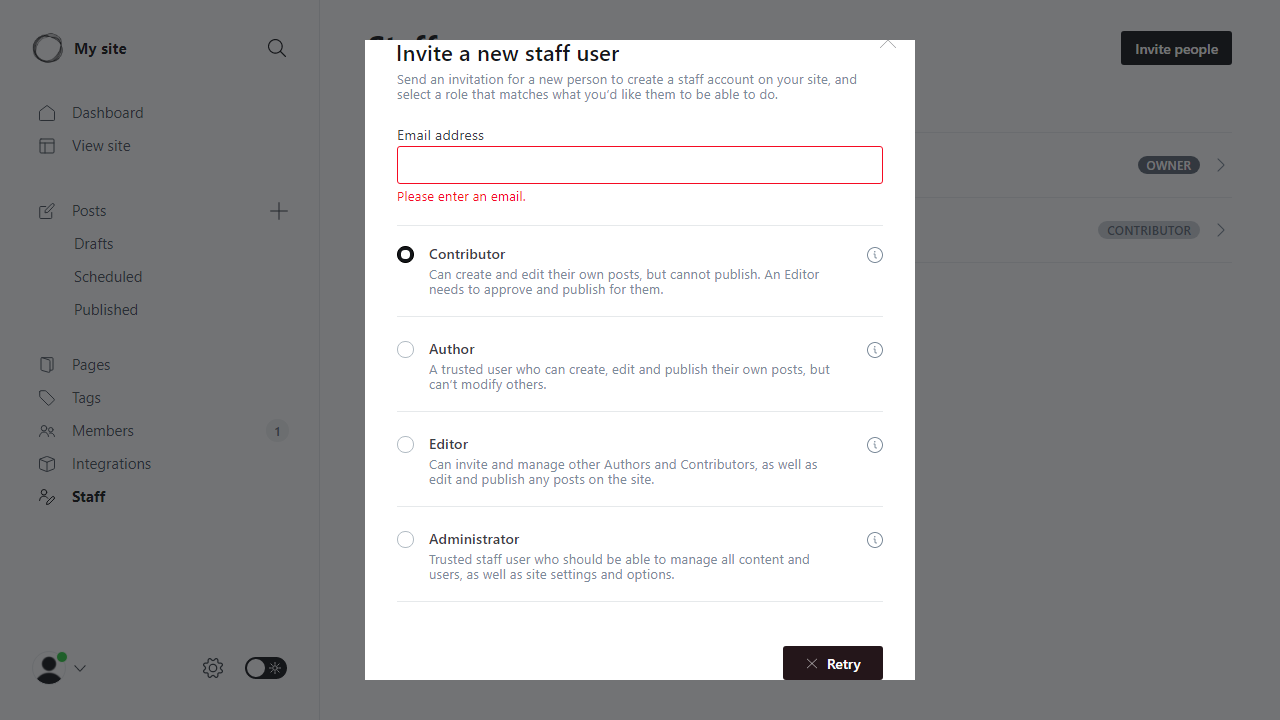 My site
Staff
Invite people
Dashboard
View site
Posts
Drafts
Scheduled
Published
Pages
Tags
Members
1
Integrations
Staff
OWNER
CONTRIBUTOR
Invite a new staff user
Send an invitation for a new person to create a staff account on your site, and
select a role that matches what you’d like them to be able to do.
Email address
Please enter an email.
Contributor
Can create and edit their own posts, but cannot publish. An Editor
needs to approve and publish for them.
Author
A trusted user who can create, edit and publish their own posts, but
can’t modify others.
Editor
Can invite and manage other Authors and Contributors, as well as
edit and publish any posts on the site.
Administrator
Trusted staff user who should be able to manage all content and
users, as well as site settings and options.
Retry